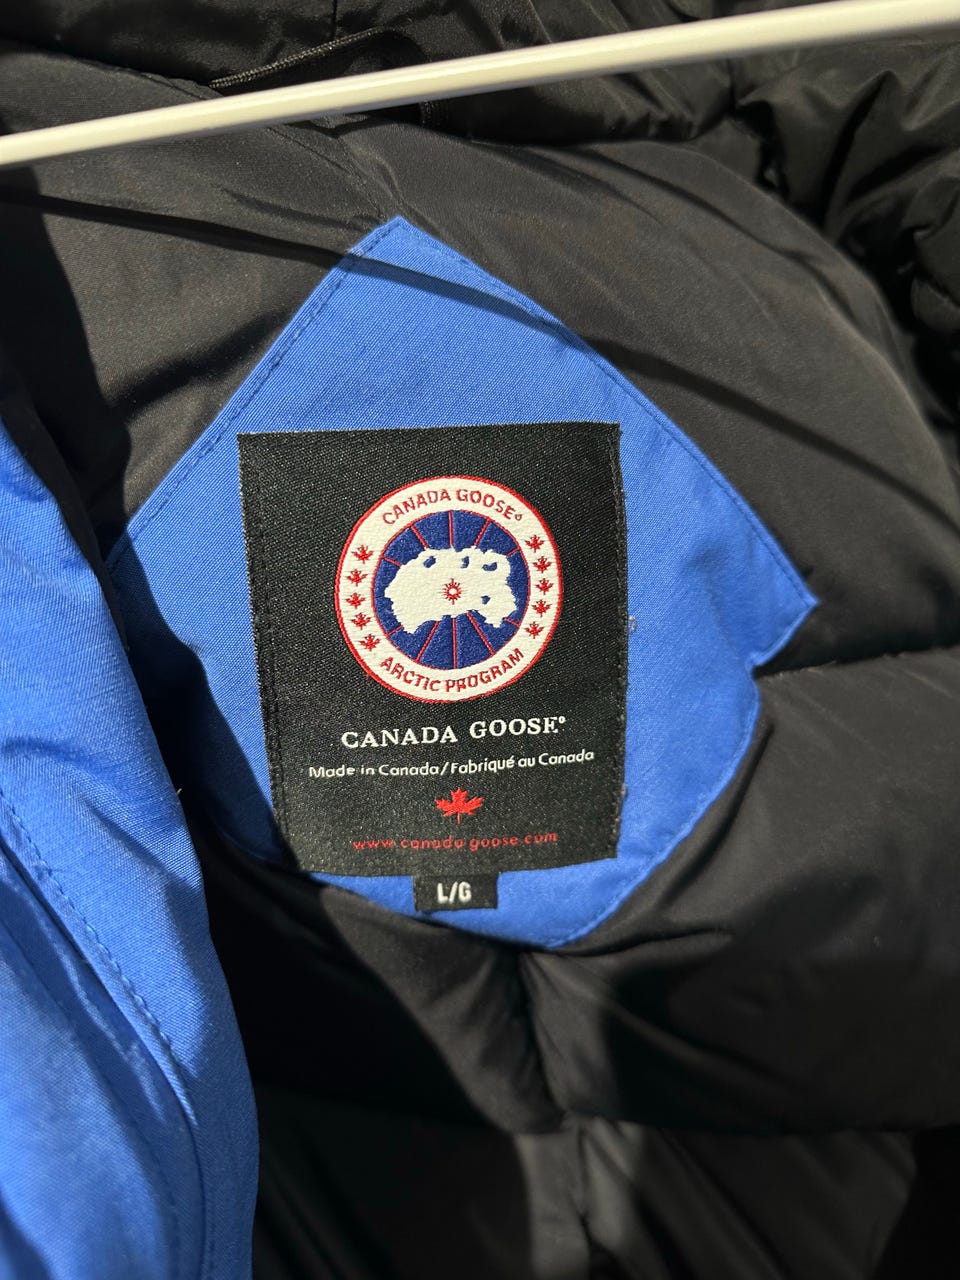 CANADA GOOSE®
ARCTIC PROGRAM
CANADA GOOSE®
Made in Canada/Fabriqué au Canada
www.canada-goose.com
L/G